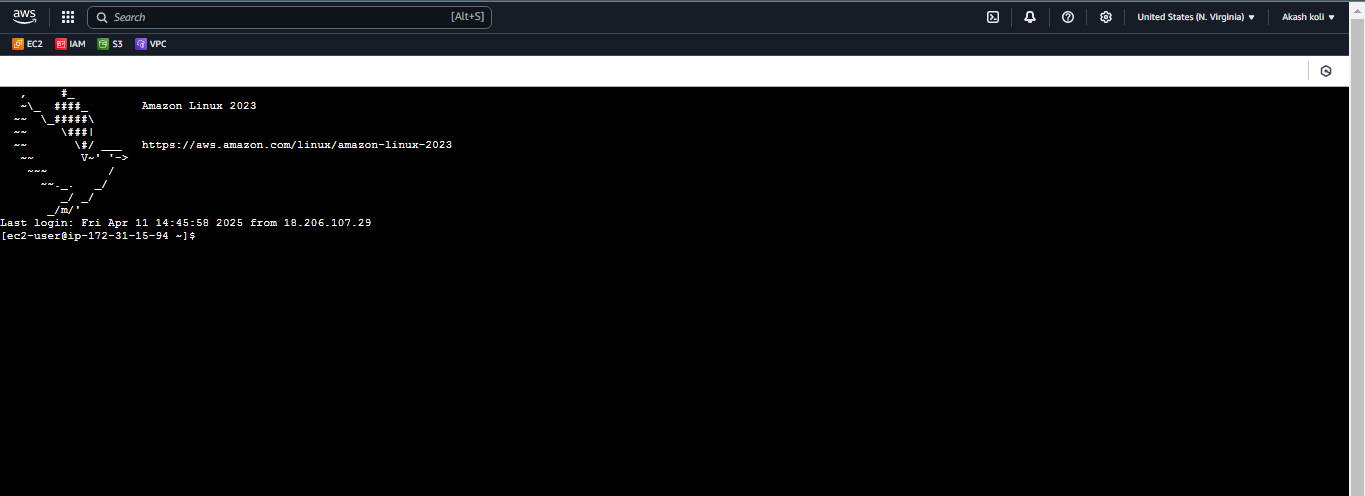 aws Search [Alt+S] United States (N. Virginia) Akash koli
EC2 IAM S3 VPC
   ,     #_
   ~\_  ####_        Amazon Linux 2023
  ~~  \_#####\
  ~~     \###|
  ~~       \#/ ___   https://aws.amazon.com/linux/amazon-linux-2023
   ~~       V~' '->
    ~~~         /
      ~~._.   _/
         _/ _/
       _/m/'
Last login: Fri Apr 11 14:45:58 2025 from 18.206.107.29
[ec2-user@ip-172-31-15-94 ~]$